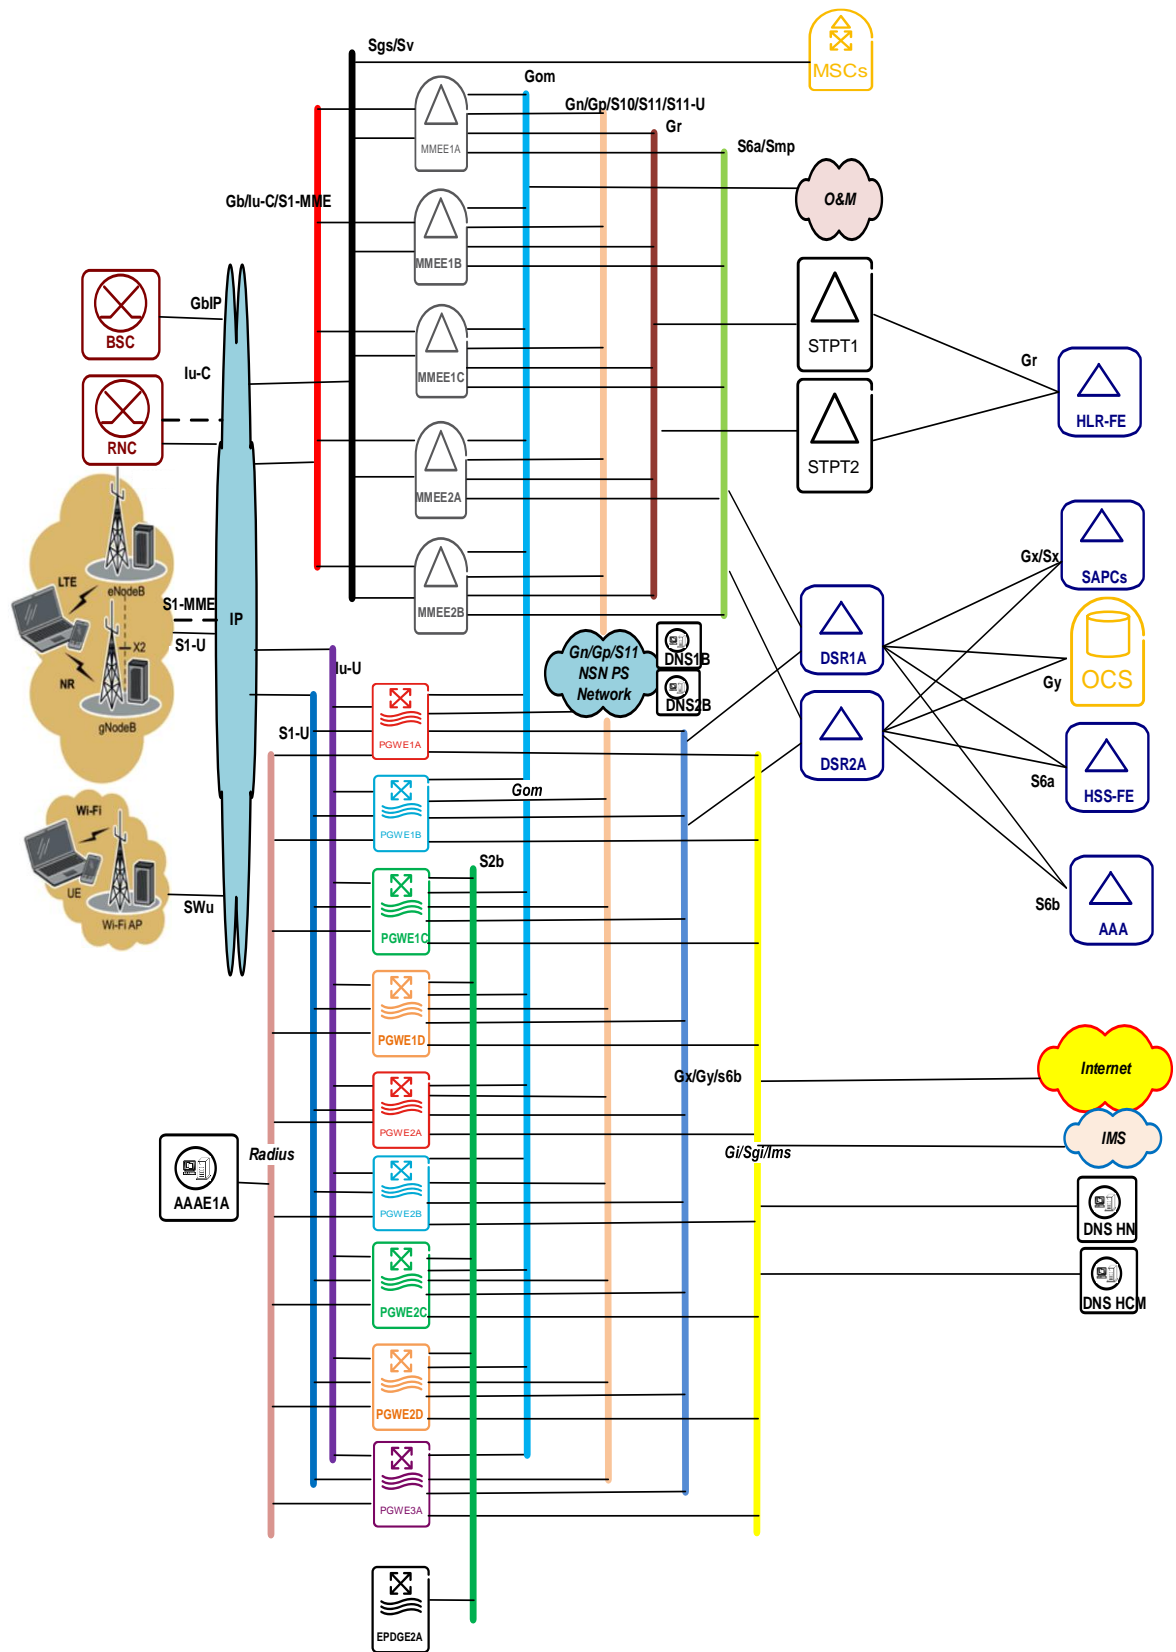 Sgs/Sv
MSCs
Gom
Gn/Gp/S10/S11/S11-U
Gr
MMEE1A
S6a/Smp
Gb/Iu-C/S1-MME
O&M
MMEE1B
GbIP
BSC
STPT1
Iu-C
MMEE1C
Gr
HLR-FE
RNC
STPT2
MMEE2A
LTE
eNodeB
Gx/Sx
SAPCs
S1-MME
IP
MMEE2B
S1-U
X2
Gn/Gp/S11
NSN PS
Network
DNS1B
DNS2B
Iu-U
DSR1A
NR
gNodeB
Gy
OCS
S1-U
PGWE1A
DSR2A
S6a
HSS-FE
Gom
Wi-Fi
PGWE1B
S2b
UE
Wi-Fi AP
SWu
PGWE1C
S6b
AAA
PGWE1D
Gx/Gy/s6b
Internet
PGWE2A
IMS
Radius
Gi/Sgi/Ims
AAAE1A
PGWE2B
DNS HN
PGWE2C
DNS HCM
PGWE2D
PGWE3A
EPDGE2A